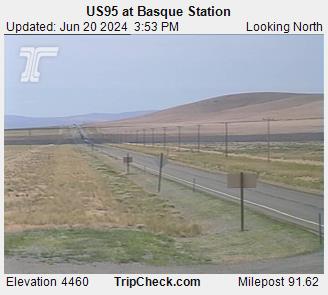 US95 at Basque Station
Updated: Jun 20 2024 3:53 PM Looking North
Elevation 4460 TripCheck.com Milepost 91.62